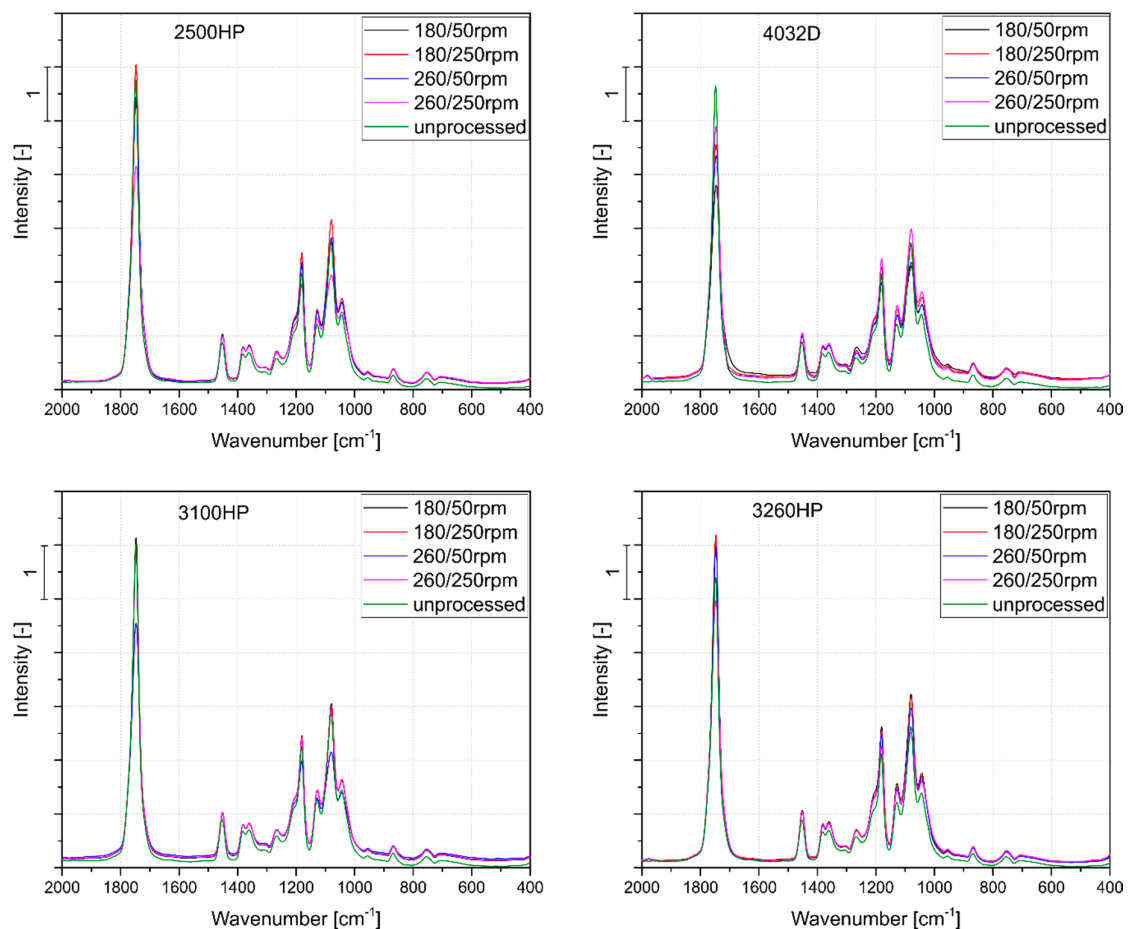 2500HP
180/50rpm
180/250rpm
260/50rpm
260/250rpm
unprocessed
1
Intensity [-]
2000 1800 1600 1400 1200 1000 800 600 400
Wavenumber [cm⁻¹]
4032D
180/50rpm
180/250rpm
260/50rpm
260/250rpm
unprocessed
1
Intensity [-]
2000 1800 1600 1400 1200 1000 800 600 400
Wavenumber [cm⁻¹]
3100HP
180/50rpm
180/250rpm
260/50rpm
260/250rpm
unprocessed
1
Intensity [-]
2000 1800 1600 1400 1200 1000 800 600 400
Wavenumber [cm⁻¹]
3260HP
180/50rpm
180/250rpm
260/50rpm
260/250rpm
unprocessed
1
Intensity [-]
2000 1800 1600 1400 1200 1000 800 600 400
Wavenumber [cm⁻¹]